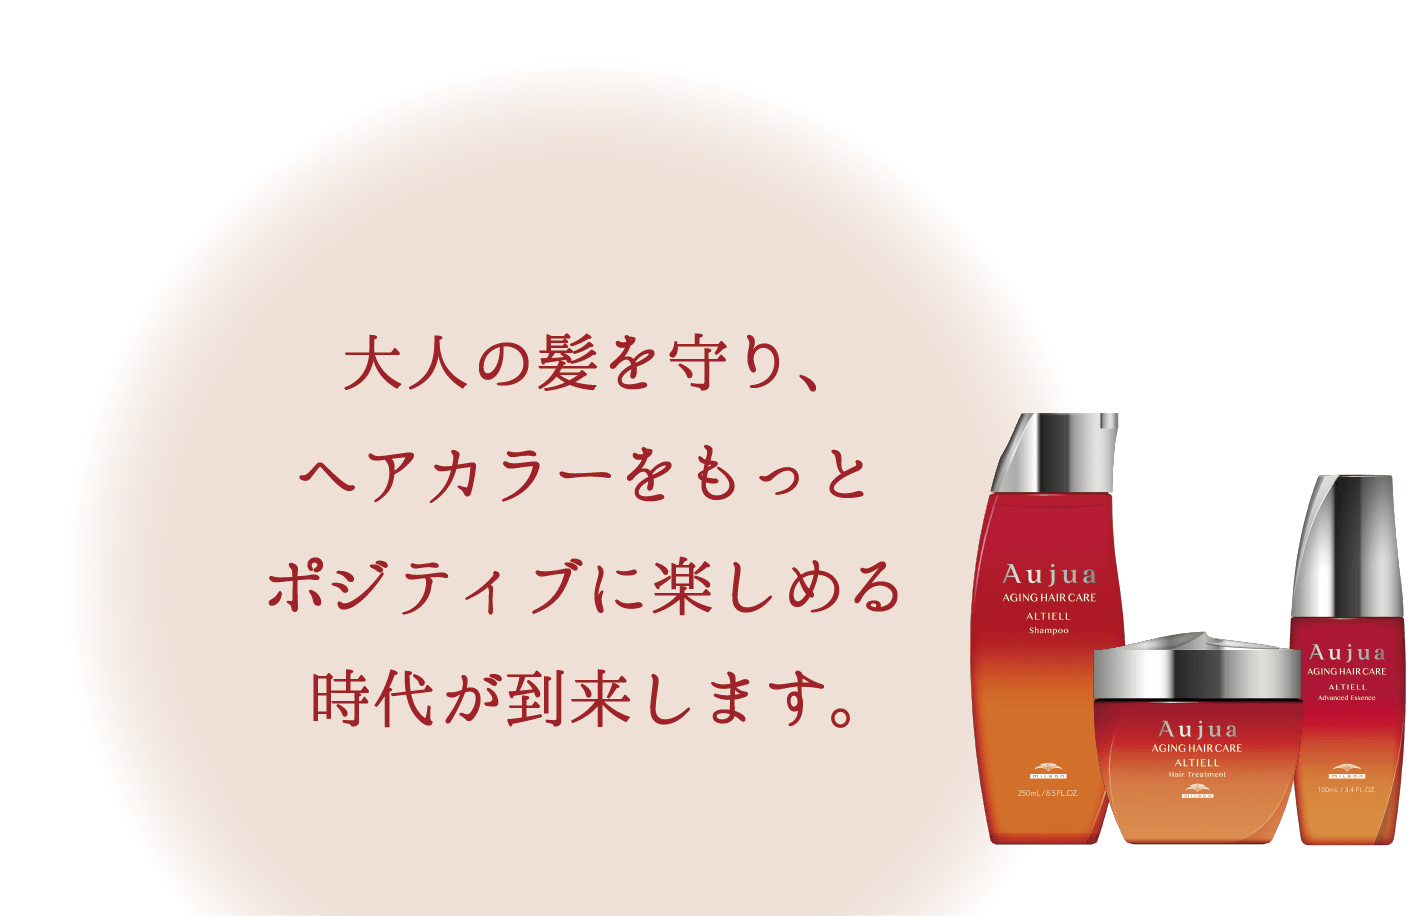 大人の髪を守り、
ヘアカラーをもっと
ポジティブに楽しめる
時代が到来します。
Aujua
AGING HAIR CARE
ALTIELL
Shampoo
milbon
250mL / 8.5 FL.OZ.
Aujua
AGING HAIR CARE
ALTIELL
Hair Treatment
milbon
Aujua
AGING HAIR CARE
ALTIELL
Advanced Essence
milbon
100mL / 3.4 FL.OZ.